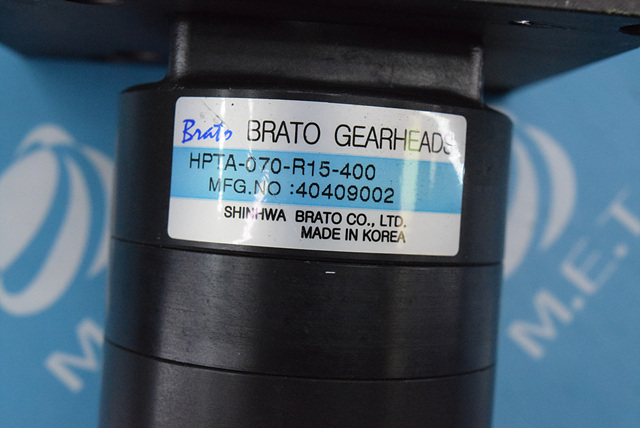 Brato BRATO GEARHEADS
HPTA-070-R15-400
MFG.NO :40409002
SHINHWA BRATO CO., LTD.
MADE IN KOREA
M.E.T
M.